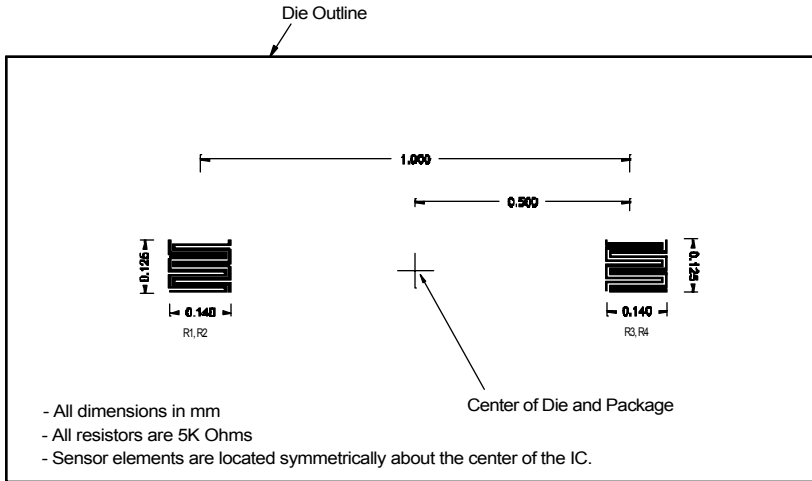 Die Outline
1.000
0.500
0.125
0.125
0.140
0.140
R1, R2
R3, R4
Center of Die and Package
- All dimensions in mm
- All resistors are 5K Ohms
- Sensor elements are located symmetrically about the center of the IC.